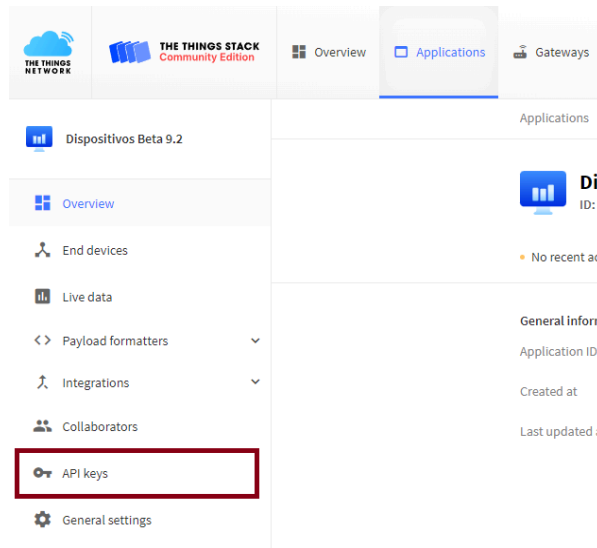 THE THINGS
NETWORK
THE THINGS STACK
Community Edition
Overview
Applications
Gateways
Dispositivos Beta 9.2
Overview
End devices
Live data
Payload formatters
Integrations
Collaborators
API keys
General settings
Applications
Di
ID:
No recent a
General infor
Application ID
Created at
Last updated